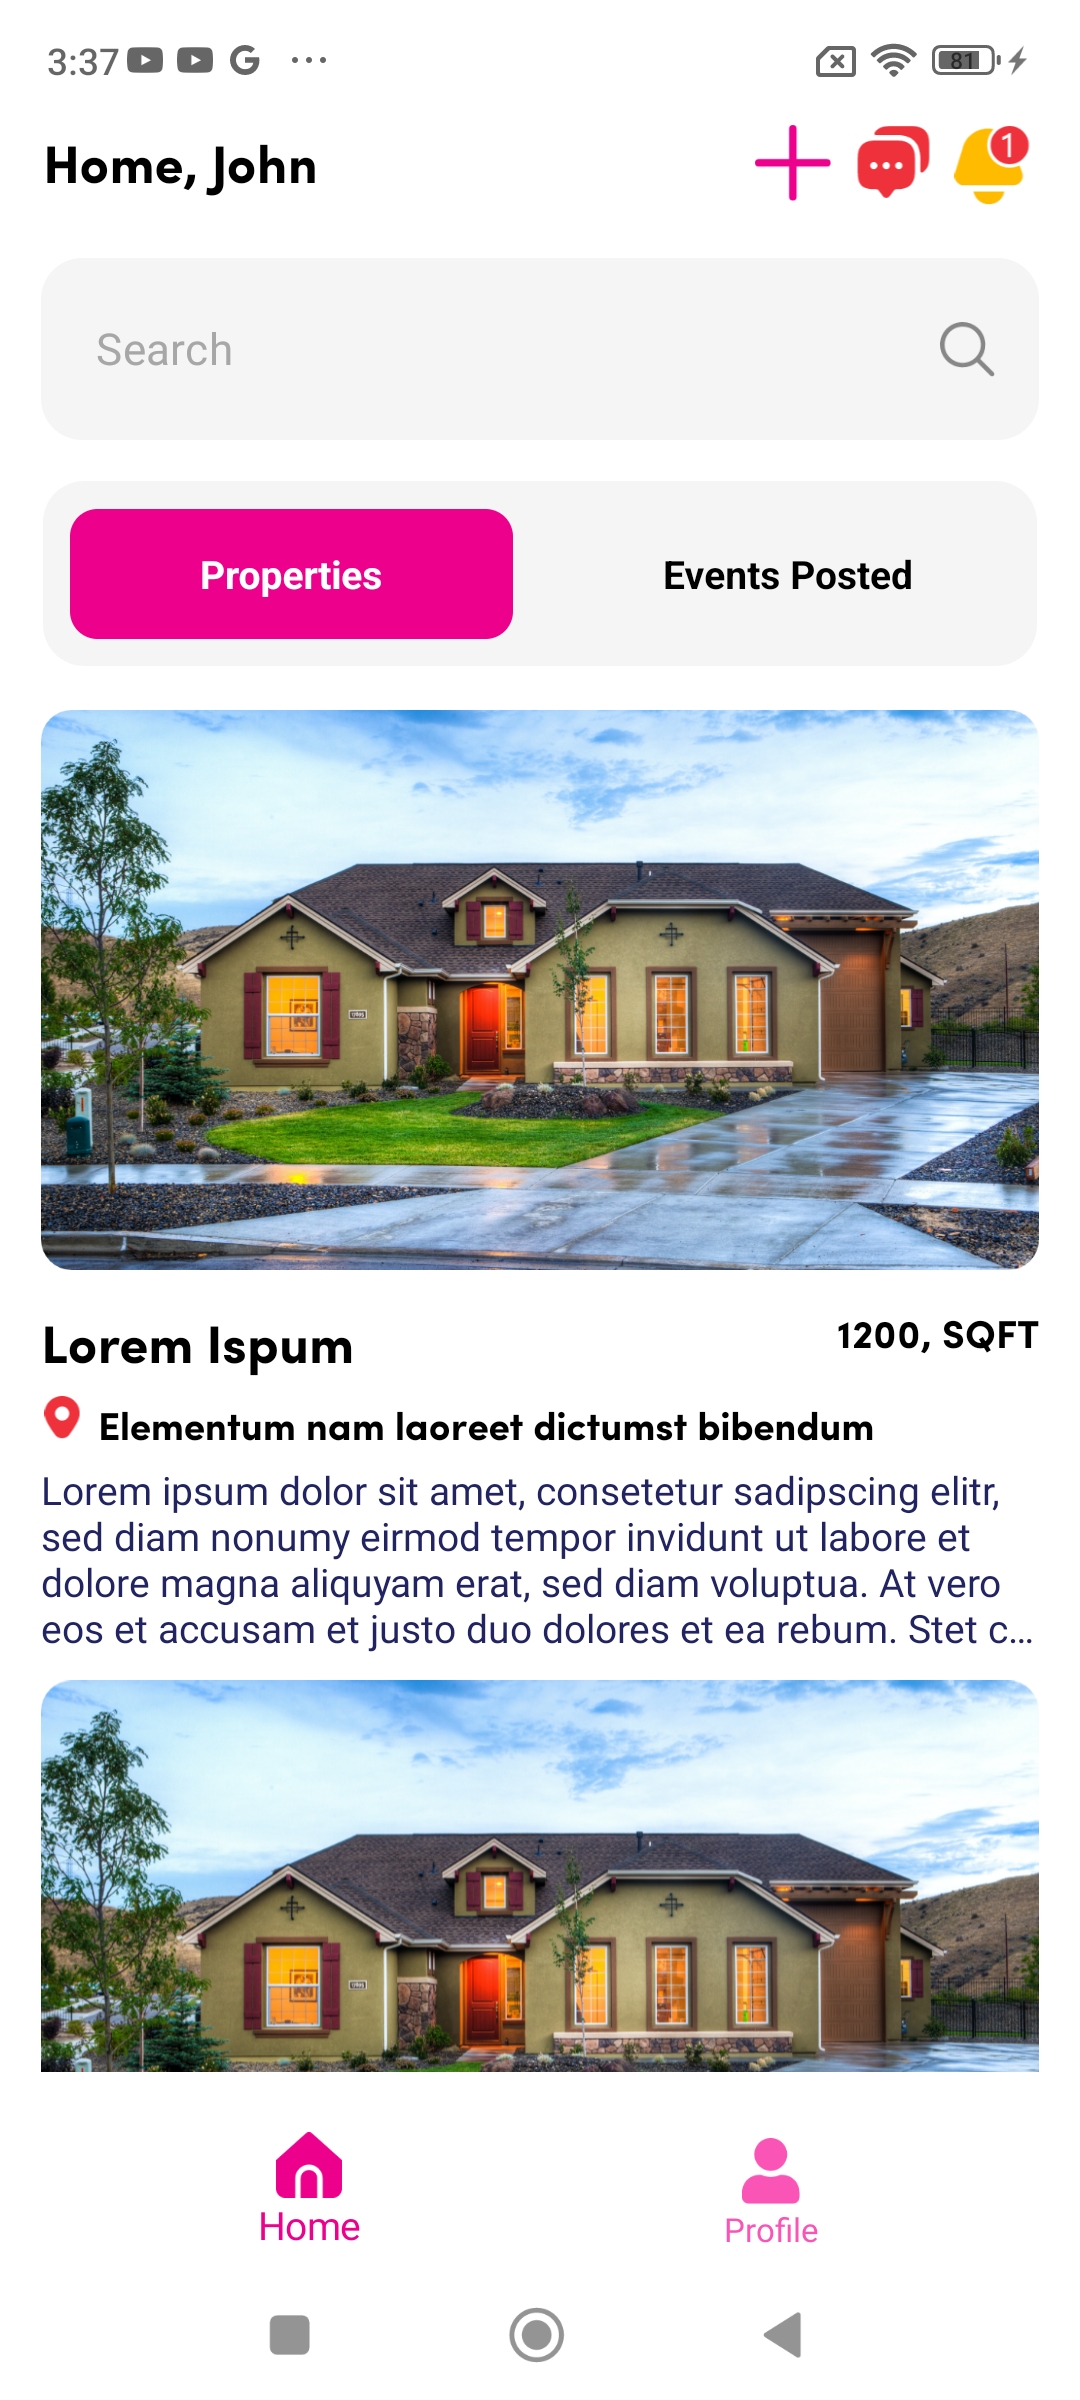 3:37
81
Home, John
1
Search
Properties
Events Posted
Lorem Ispum
1200, SQFT
Elementum nam laoreet dictumst bibendum
Lorem ipsum dolor sit amet, consetetur sadipscing elitr,
sed diam nonumy eirmod tempor invidunt ut labore et
dolore magna aliquyam erat, sed diam voluptua. At vero
eos et accusam et justo duo dolores et ea rebum. Stet c...
Home
Profile